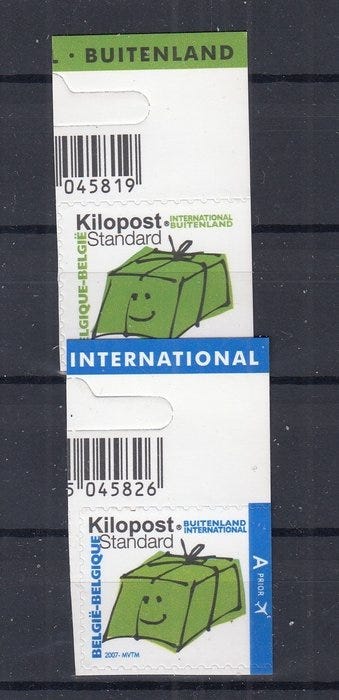 · BUITENLAND
045819
Kilopost® INTERNATIONAL
BUITENLAND
Standard
BELGIQUE-BELGIË
INTERNATIONAL
5 045826
Kilopost® BUITENLAND
INTERNATIONAL
Standard
BELGIË-BELGIQUE
A PRIOR
2007- MVTM